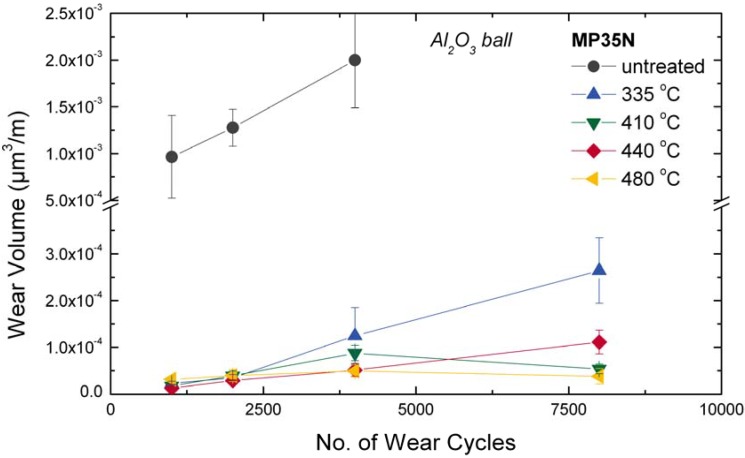 2.5x10⁻³
2.0x10⁻³
1.5x10⁻³
1.0x10⁻³
5.0x10⁻⁴
3.0x10⁻⁴
2.0x10⁻⁴
1.0x10⁻⁴
0.0
Wear Volume (µm³/m)
Al₂O₃ ball
MP35N
untreated
335 °C
410 °C
440 °C
480 °C
0 2500 5000 7500 10000
No. of Wear Cycles